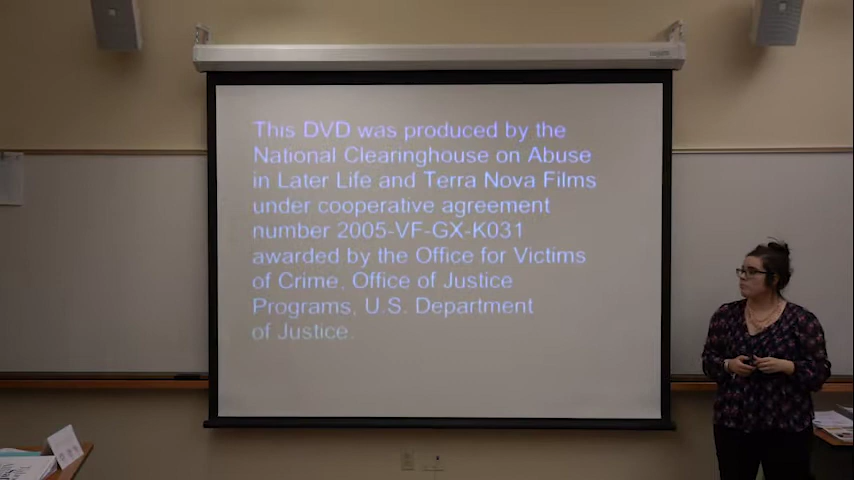 This DVD was produced by the
National Clearinghouse on Abuse
in Later Life and Terra Nova Films
under cooperative agreement
number 2005-VF-GX-K031
awarded by the Office for Victims
of Crime, Office of Justice
Programs, U.S. Department
of Justice.